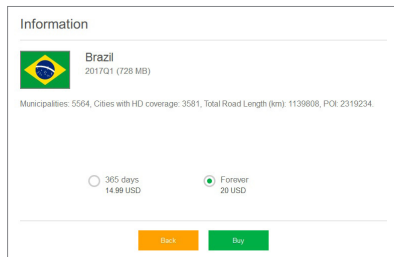 Information
Brazil
2017Q1 (728 MB)
Municipalities: 5564, Cities with HD coverage: 3581, Total Road Length (km): 1139808, POI: 2319234.
365 days
14.99 USD
Forever
20 USD
Back
Buy